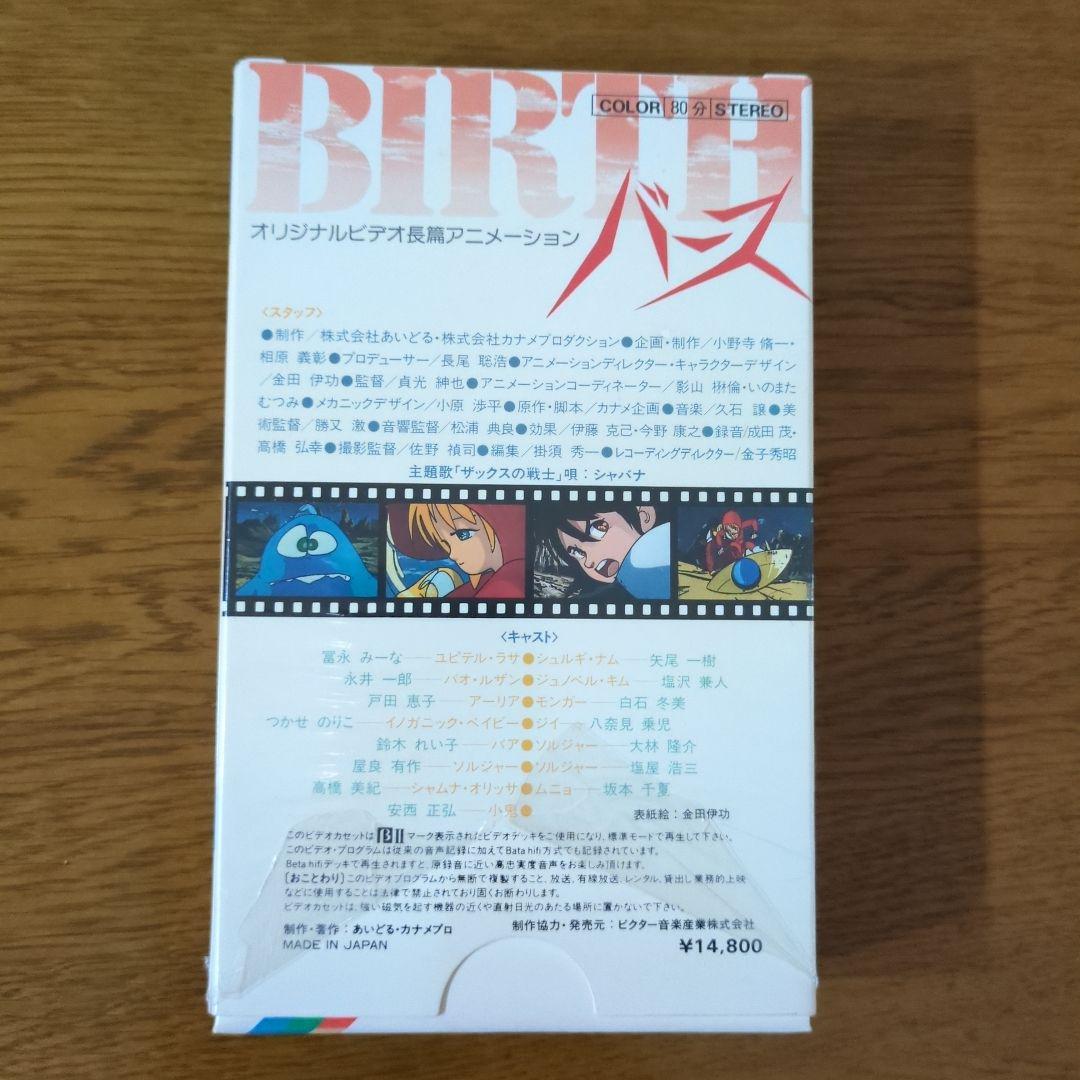 BIRTH
COLOR 80分 STEREO
オリジナルビデオ長篇アニメーション
バース
〈スタッフ〉
●制作/株式会社あいどる・株式会社カナメプロダクション●企画・制作/小野寺 脩一・
相原 義彰●プロデューサー/長尾 聡浩●アニメーションディレクター・キャラクターデザイン
/金田 伊功●監督/貞光 紳也●アニメーションコーディネーター/影山 楙倫・いのまた
むつみ●メカニックデザイン/小原 渉平●原作・脚本/カナメ企画●音楽/久石 譲●美
術監督/勝又 激●音響監督/松浦 典良●効果/伊藤 克己・今野 康之●録音/成田 茂・
高橋 弘幸●撮影監督/佐野 禎司●編集/掛須 秀一●レコーディングディレクター/金子秀昭
主題歌「ザックスの戦士」唄:シャバナ
〈キャスト〉
冨永 みーな──ユピテル・ラサ●シュルギ・ナム──矢尾 一樹
永井 一郎──バオ・ルザン●ジュノベル・キム──塩沢 兼人
戸田 恵子──アーリア●モンガー──白石 冬美
つかせ のりこ──イノガニック・ベイビー●ジイ──八奈見 乗児
鈴木 れい子──バア●ソルジャー──大林 隆介
屋良 有作──ソルジャー●ソルジャー──塩屋 浩三
高橋 美紀──シャムナ・オリッサ●ムニョ──坂本 千夏
安西 正弘──小鬼●
表紙絵:金田伊功
このビデオカセットは βII マーク表示されたビデオデッキをご使用になり、標準モードで再生して下さい。
このビデオ・プログラムは従来の音声記録に加えてBata hifi方式でも記録されています。
Beta hifiデッキで再生されますと、原録音に近い高忠実度音声をお楽しみ頂けます。
[おことわり]このビデオプログラムから無断で複製すること、放送、有線放送、レンタル、貸出し業務的上映
などに使用することは法律で禁止されており固くお断わりします。
ビデオカセットは、強い磁気を起す機器の近くや直射日光のあたる場所に置かないで下さい。
制作・著作:あいどる・カナメプロ
制作協力・発売元:ビクター音楽産業株式会社
MADE IN JAPAN
¥14,800